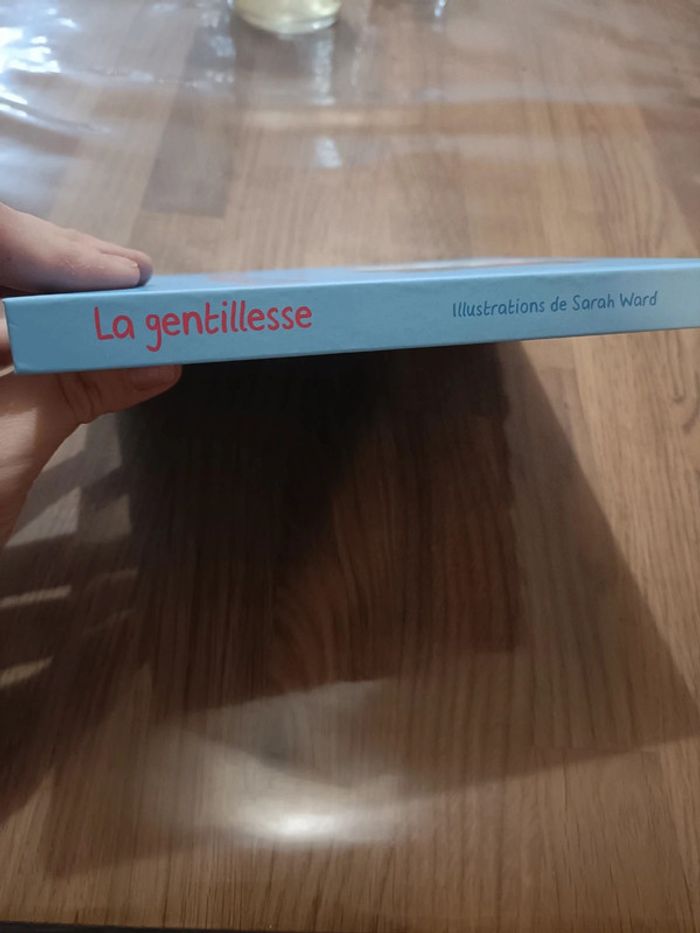 La gentillesse
Illustrations de Sarah Ward